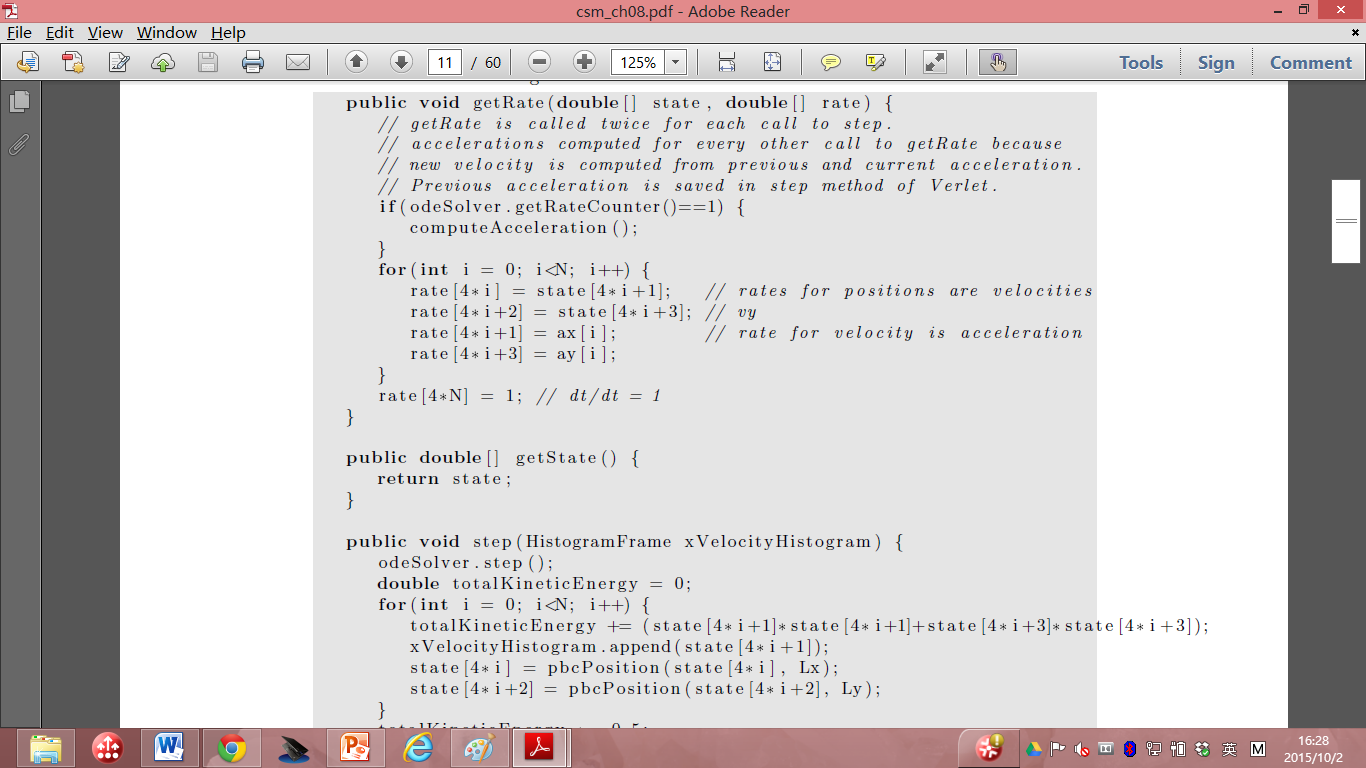 csm_ch08.pdf - Adobe Reader
File Edit View Window Help
11 / 60 125% Tools Sign Comment
public void getRate(double[] state, double[] rate) {
// getRate is called twice for each call to step.
// accelerations computed for every other call to getRate because
// new velocity is computed from previous and current acceleration.
// Previous acceleration is saved in step method of Verlet.
if(odeSolver.getRateCounter()==1) {
computeAcceleration();
}
for(int i = 0; i<N; i++) {
rate[4*i] = state[4*i+1]; // rates for positions are velocities
rate[4*i+2] = state[4*i+3]; // vy
rate[4*i+1] = ax[i]; // rate for velocity is acceleration
rate[4*i+3] = ay[i];
}
rate[4*N] = 1; // dt/dt = 1
}
public double[] getState() {
return state;
}
public void step(HistogramFrame xVelocityHistogram) {
odeSolver.step();
double totalKineticEnergy = 0;
for(int i = 0; i<N; i++) {
totalKineticEnergy += (state[4*i+1]*state[4*i+1]+state[4*i+3]*state[4*i+3]);
xVelocityHistogram.append(state[4*i+1]);
state[4*i] = pbcPosition(state[4*i], Lx);
state[4*i+2] = pbcPosition(state[4*i+2], Ly);
}
英 M
16:28
2015/10/2